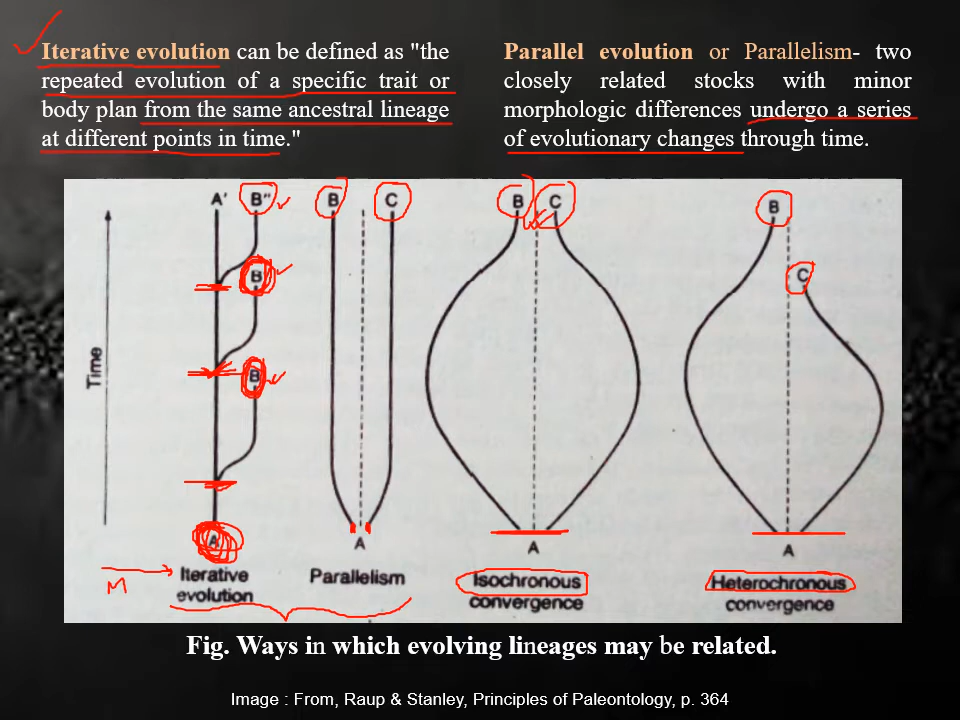 Iterative evolution can be defined as "the
repeated evolution of a specific trait or
body plan from the same ancestral lineage
at different points in time."
Parallel evolution or Parallelism- two
closely related stocks with minor
morphologic differences undergo a series
of evolutionary changes through time.
A' B" B C B C B
B C
B
Time
A A A A
M
Iterative evolution
Parallelism
Isochronous convergence
Heterochronous convergence
Fig. Ways in which evolving lineages may be related.
Image : From, Raup & Stanley, Principles of Paleontology, p. 364